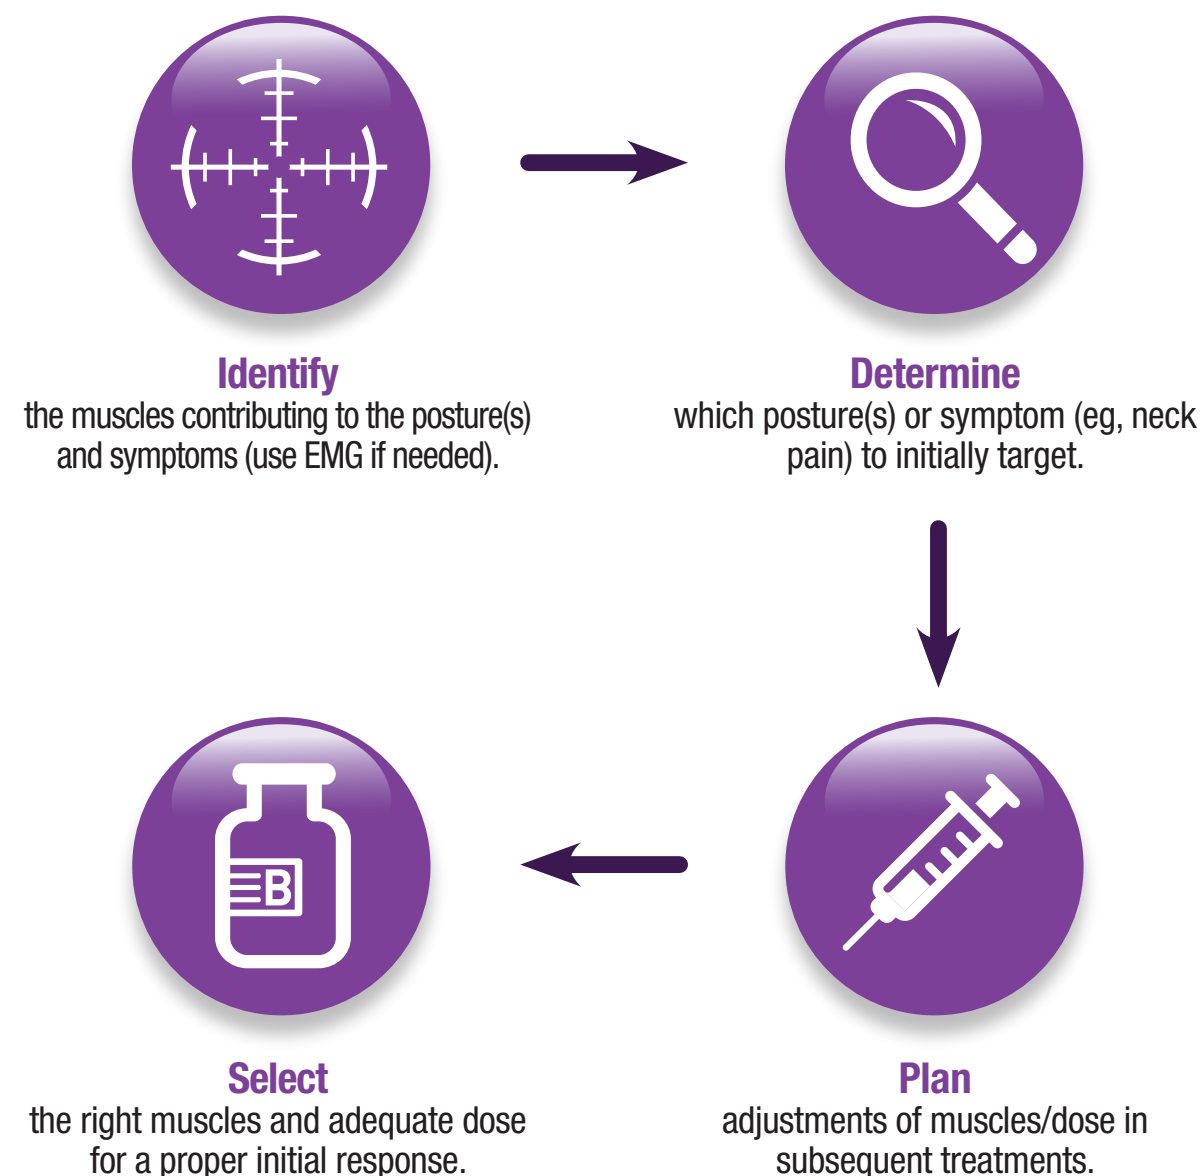 Identify
the muscles contributing to the posture(s)
and symptoms (use EMG if needed).
Determine
which posture(s) or symptom (eg, neck
pain) to initially target.
B
Select
the right muscles and adequate dose
for a proper initial response.
Plan
adjustments of muscles/dose in
subsequent treatments.